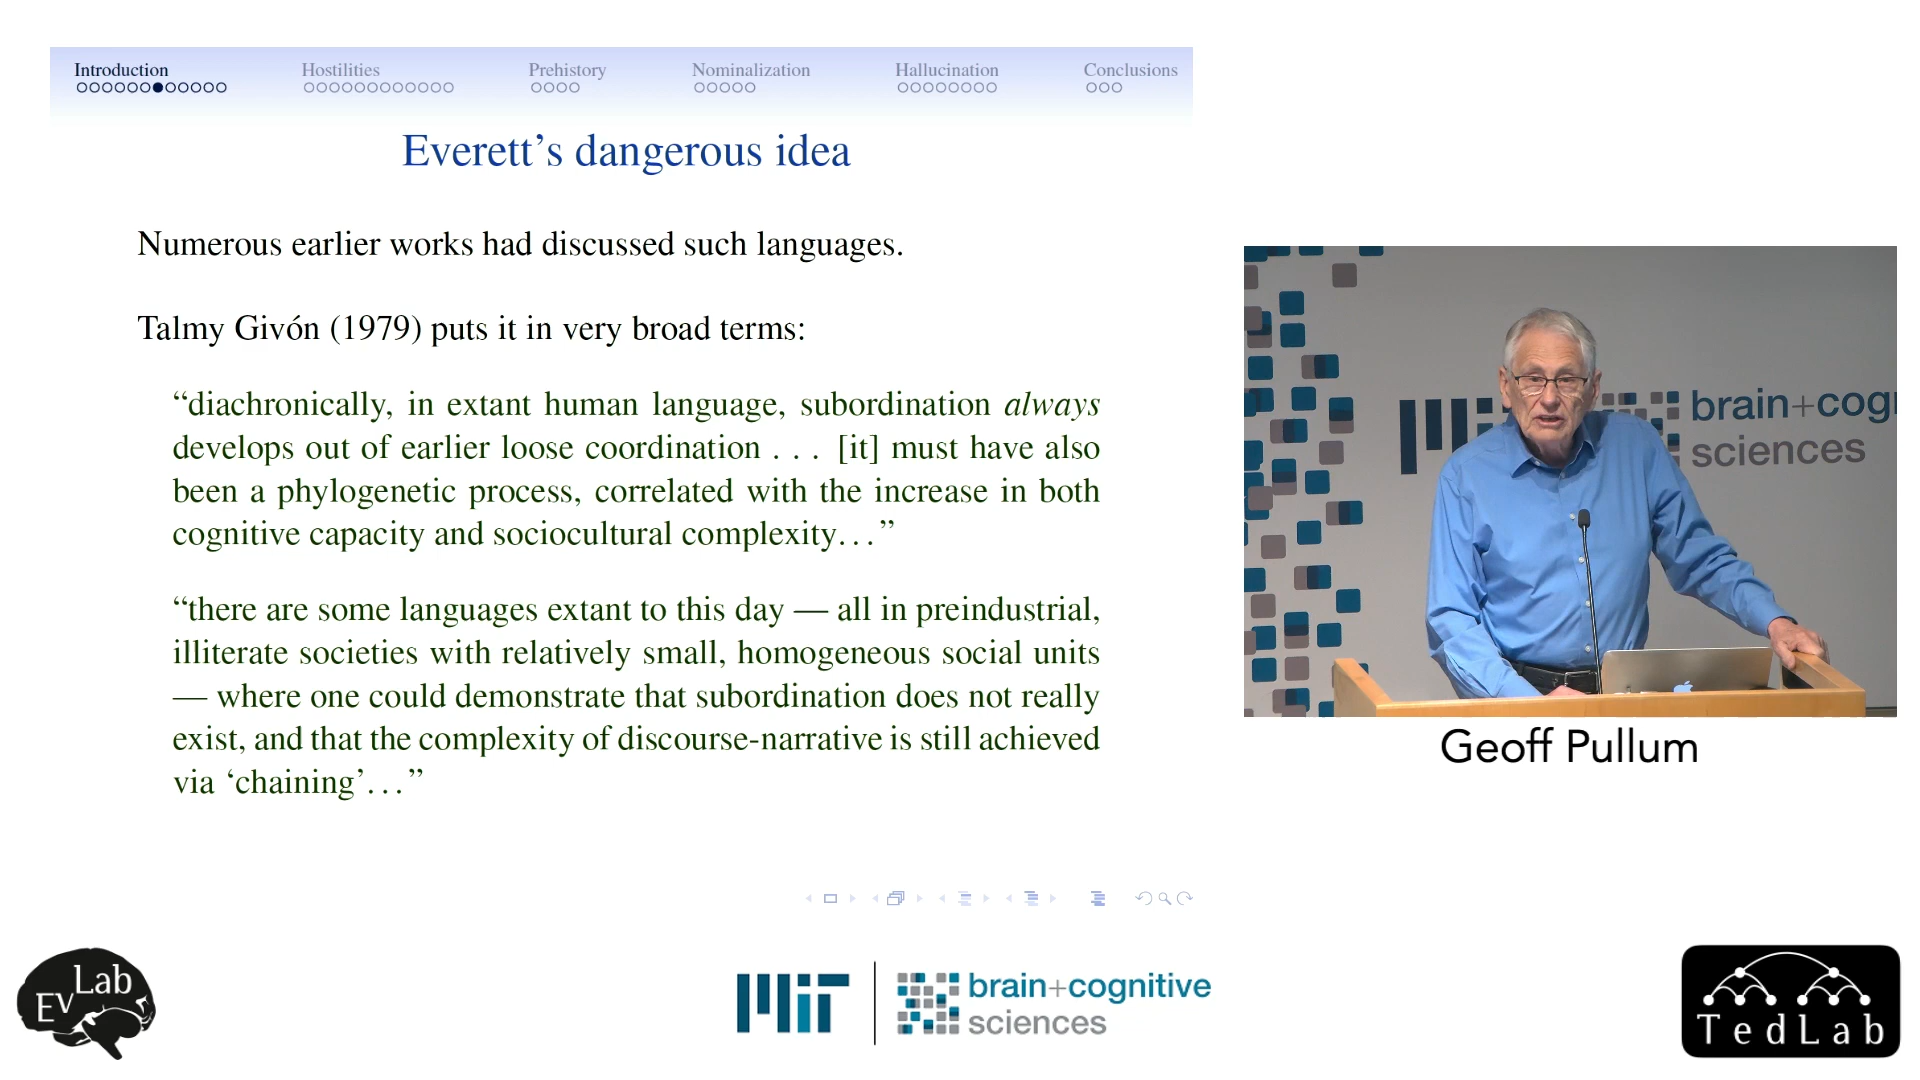 Introduction
Hostilities
Prehistory
Nominalization
Hallucination
Conclusions
Everett’s dangerous idea
Numerous earlier works had discussed such languages.
Talmy Givón (1979) puts it in very broad terms:
“diachronically, in extant human language, subordination always
develops out of earlier loose coordination . . . [it] must have also
been a phylogenetic process, correlated with the increase in both
cognitive capacity and sociocultural complexity. . .”
“there are some languages extant to this day — all in preindustrial,
illiterate societies with relatively small, homogeneous social units
— where one could demonstrate that subordination does not really
exist, and that the complexity of discourse-narrative is still achieved
via ‘chaining’. . .”
brain+cog
sciences
Geoff Pullum
EvLab
MIT
brain+cognitive
sciences
TedLab